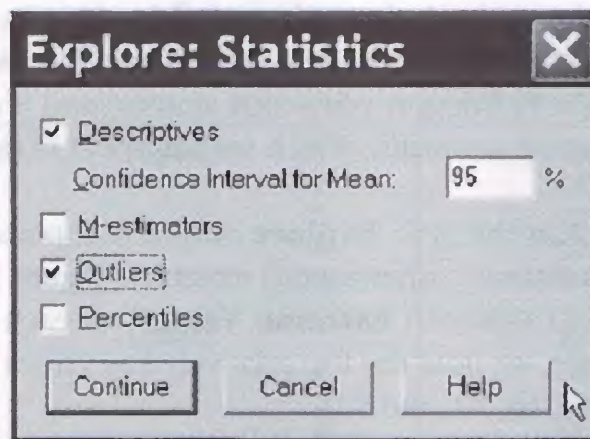 Explore: Statistics
Descriptives
Confidence Interval for Mean: 95 %
M-estimators
Outliers
Percentiles
Continue Cancel Help